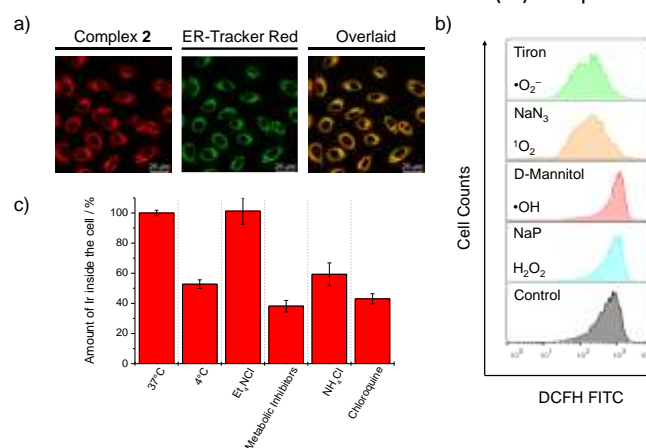 a)
Complex 2 ER-Tracker Red Overlaid
b)
Tiron
•O₂⁻
NaN₃
¹O₂
D-Mannitol
•OH
NaP
H₂O₂
Control
Cell Counts
DCFH FITC
c)
Amount of Ir inside the cell / %
100
80
60
40
20
0
37°C
4°C
Et₄NCl
Metabolic Inhibitors
NH₄Cl
Chloroquine